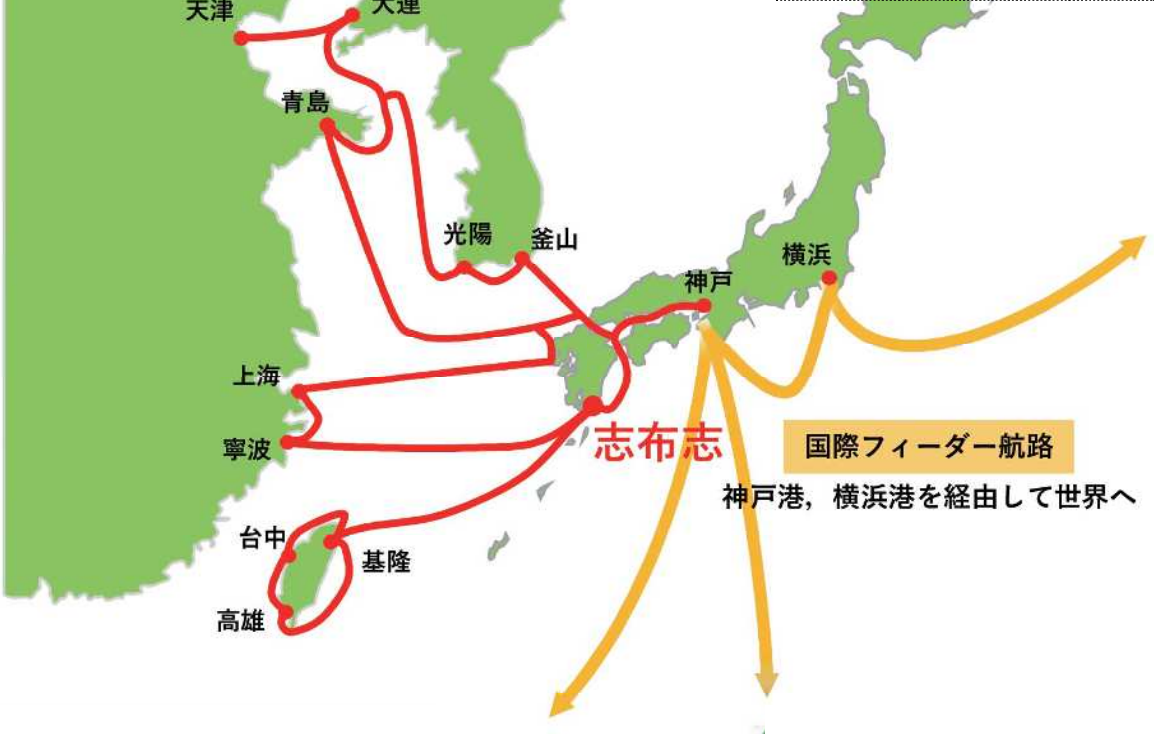 天津
大連
青島
光陽
釜山
横浜
神戸
上海
志布志
寧波
国際フィーダー航路
神戸港，横浜港を経由して世界へ
台中
基隆
高雄